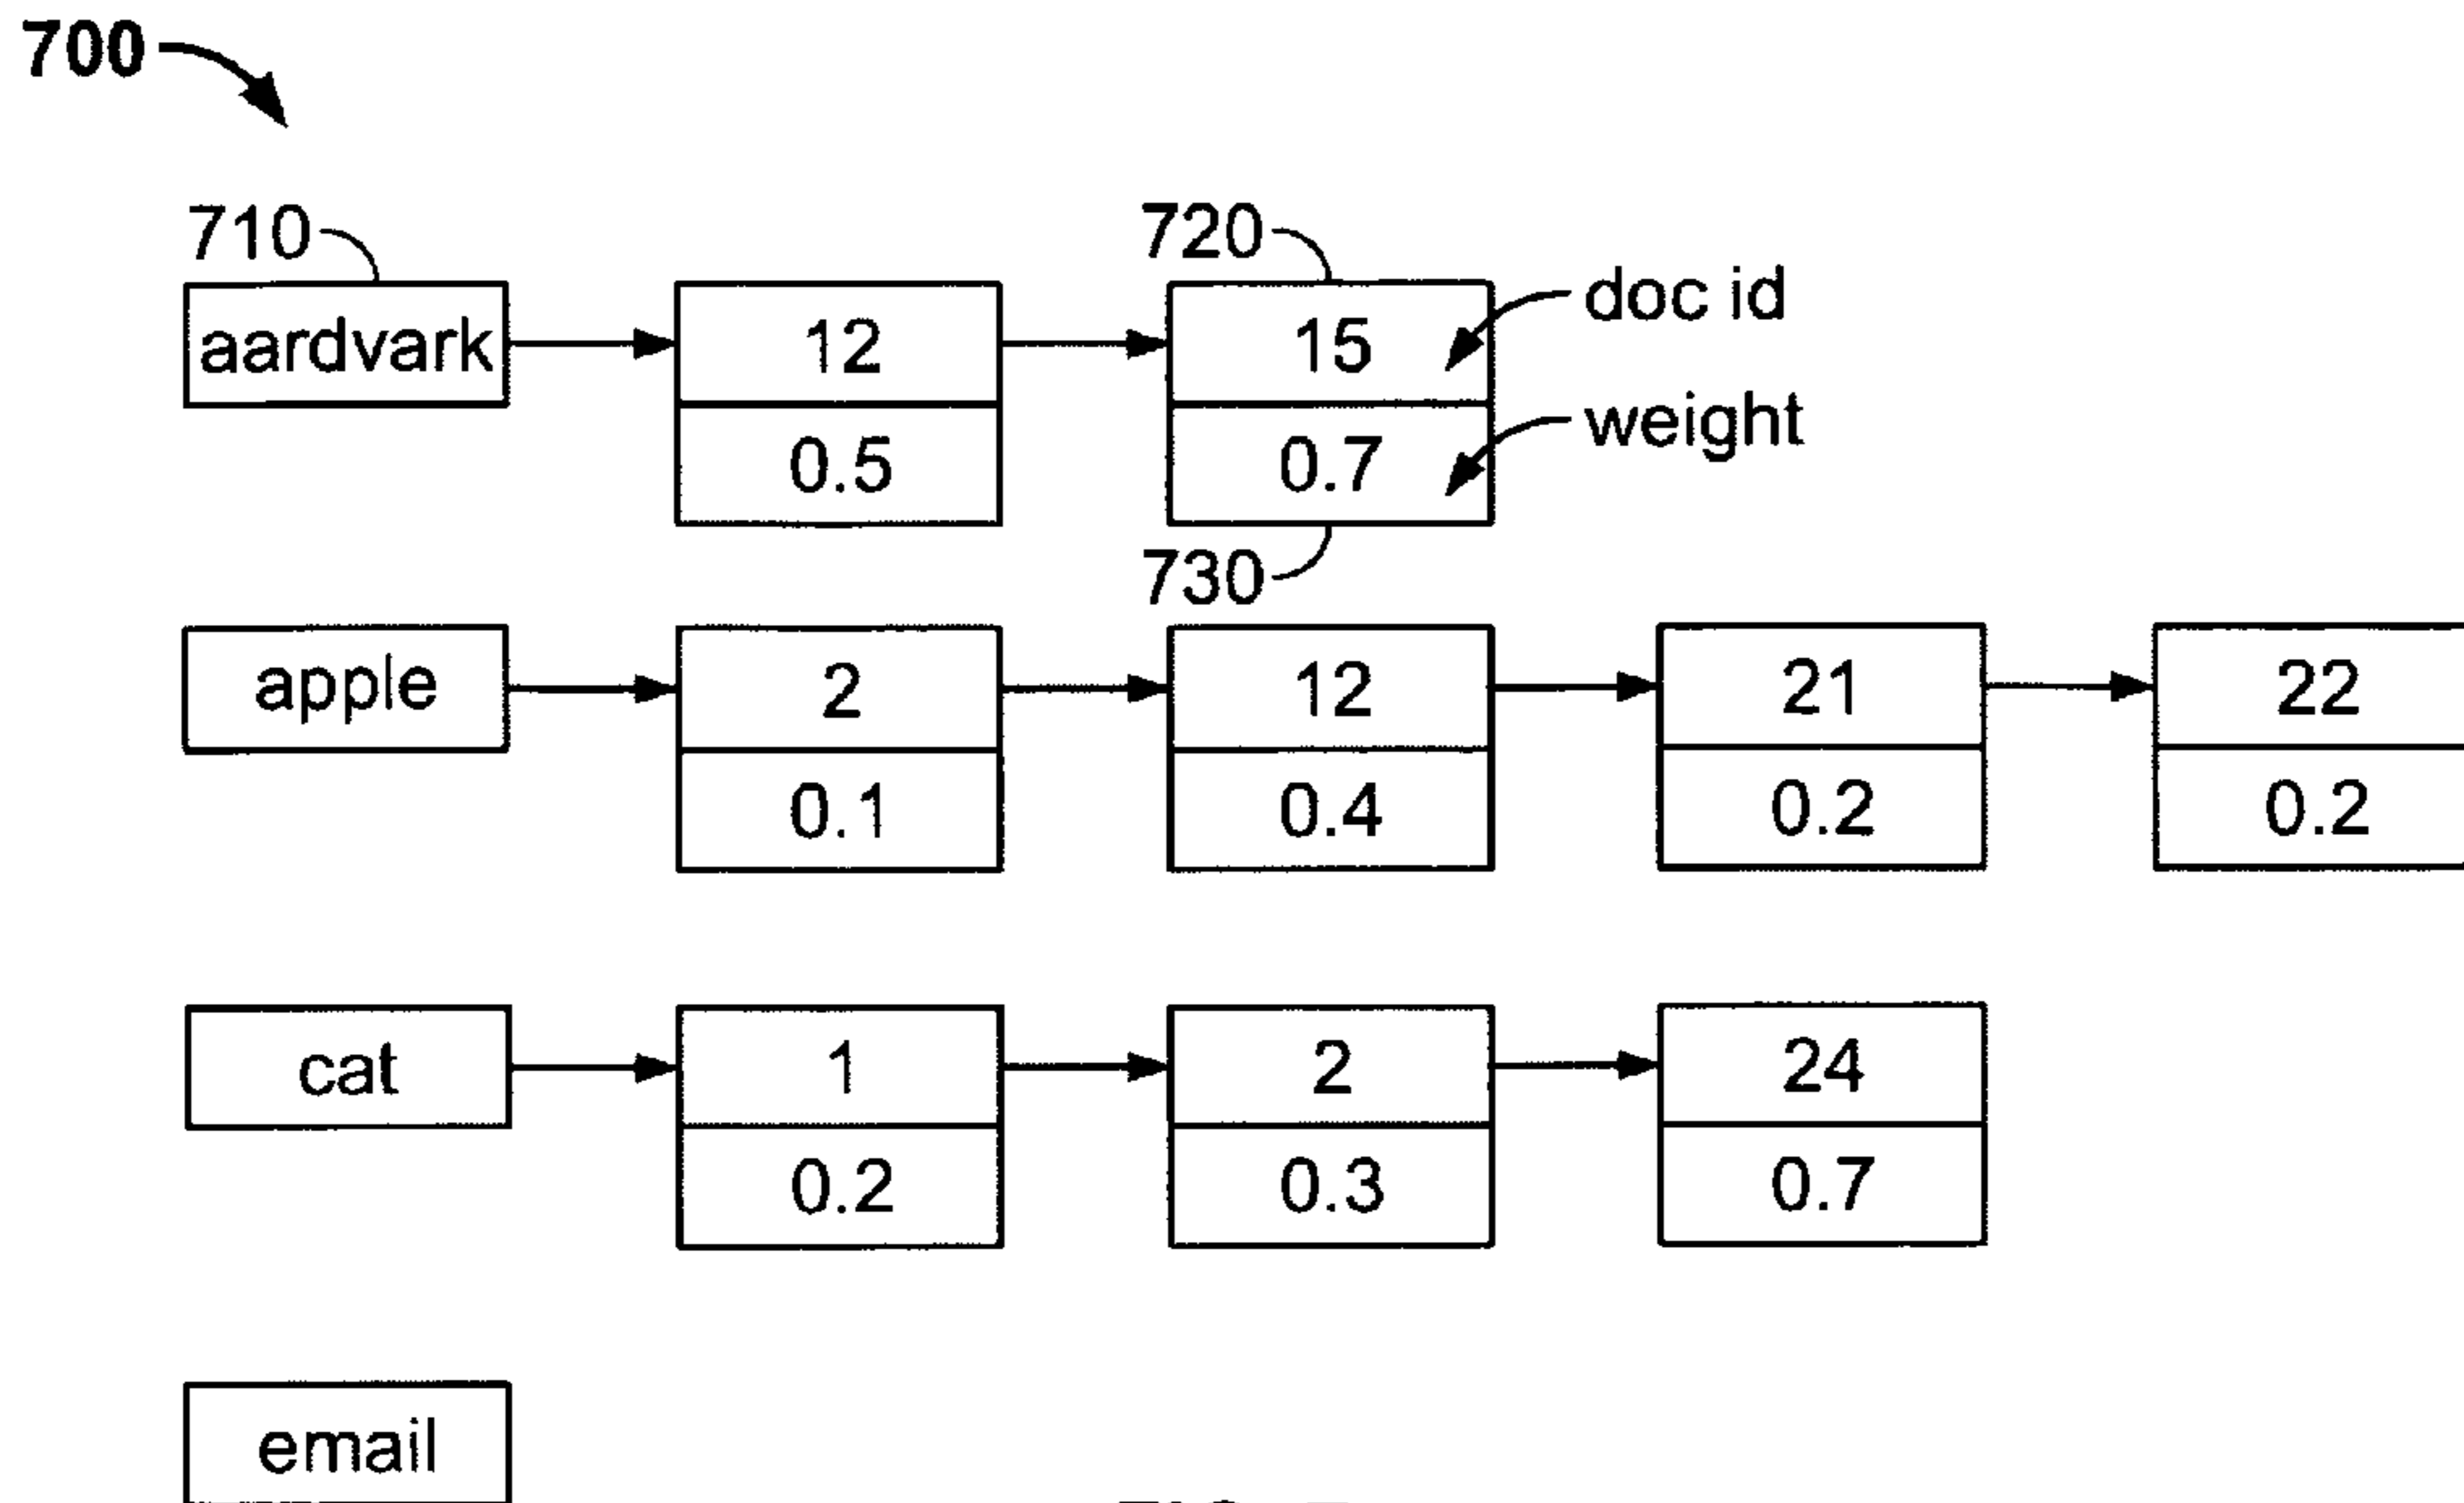 700
710 720
aardvark 12 15 doc id
0.5 0.7 weight
730
apple 2 12 21 22
0.1 0.4 0.2 0.2
cat 1 2 24
0.2 0.3 0.7
email